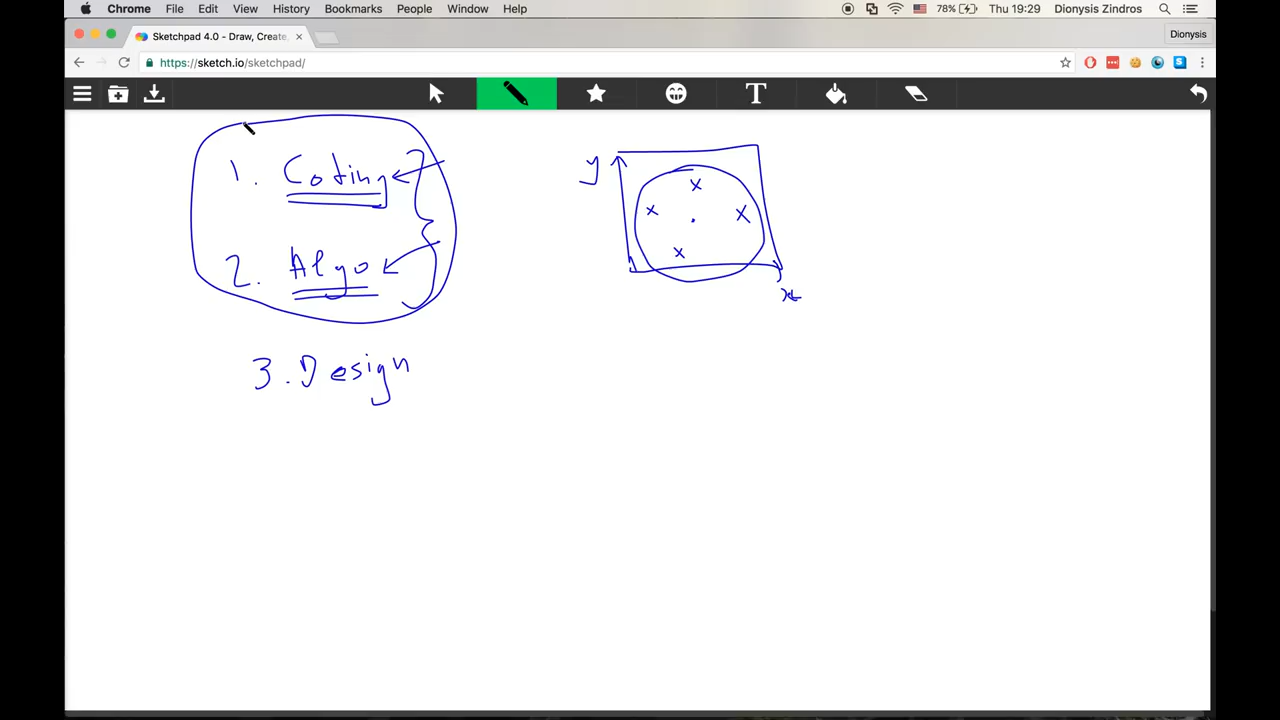 Chrome File Edit View History Bookmarks People Window Help 78% Thu 19:29 Dionysis Zindros
Sketchpad 4.0 - Draw, Create, Dionysis
https://sketch.io/sketchpad/
T
1. Coting
2. Algo
3. Design
y
x
x
x
x
x